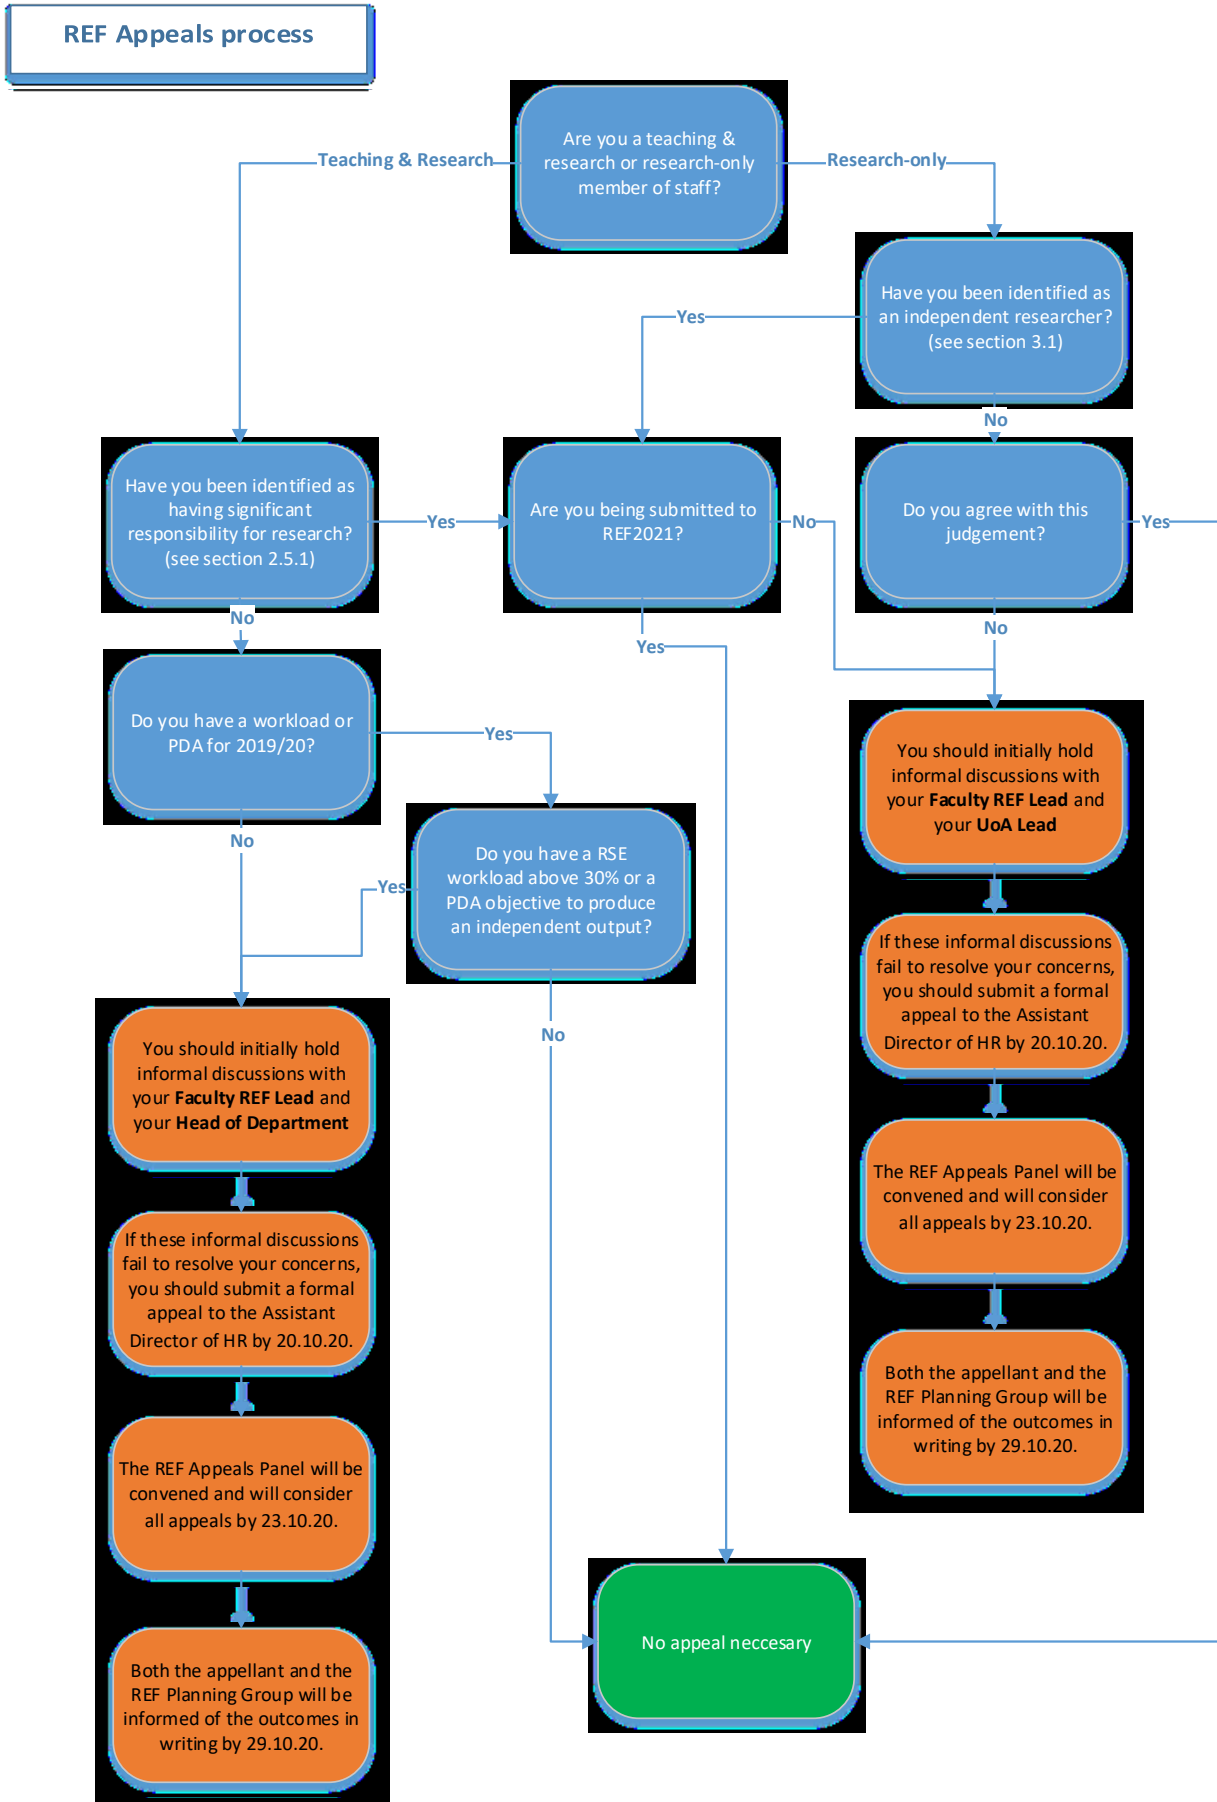 REF Appeals process
Are you a teaching &
research or research-only
member of staff?
Teaching & Research
Research-only
Have you been identified as
an independent researcher?
(see section 3.1)
Yes
No
Have you been identified as
having significant
responsibility for research?
(see section 2.5.1)
Yes
Are you being submitted to
REF2021?
No
Do you agree with this
judgement?
Yes
No
Yes
No
Do you have a workload or
PDA for 2019/20?
Yes
No
Do you have a RSE
workload above 30% or a
PDA objective to produce
an independent output?
Yes
No
You should initially hold
informal discussions with
your Faculty REF Lead and
your UoA Lead
If these informal discussions
fail to resolve your concerns,
you should submit a formal
appeal to the Assistant
Director of HR by 20.10.20.
The REF Appeals Panel will be
convened and will consider
all appeals by 23.10.20.
Both the appellant and the
REF Planning Group will be
informed of the outcomes in
writing by 29.10.20.
You should initially hold
informal discussions with
your Faculty REF Lead and
your Head of Department
If these informal discussions
fail to resolve your concerns,
you should submit a formal
appeal to the Assistant
Director of HR by 20.10.20.
The REF Appeals Panel will be
convened and will consider
all appeals by 23.10.20.
Both the appellant and the
REF Planning Group will be
informed of the outcomes in
writing by 29.10.20.
No appeal neccesary